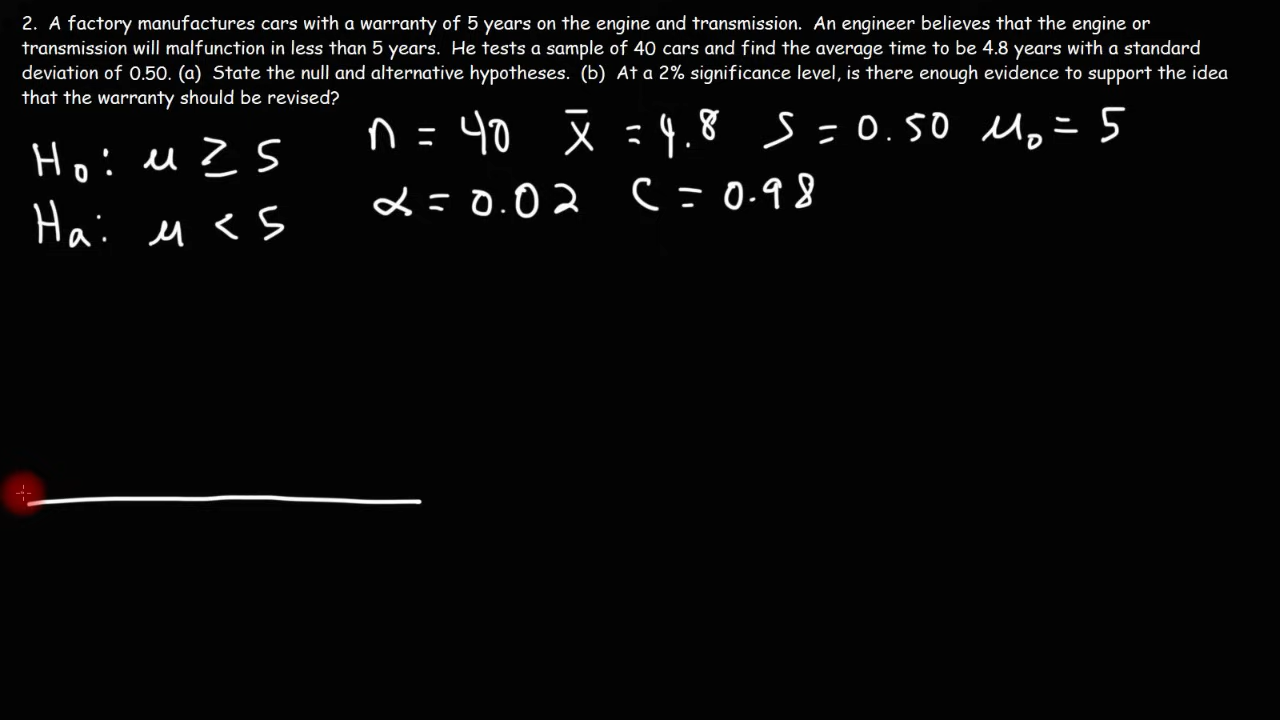 2. A factory manufactures cars with a warranty of 5 years on the engine and transmission. An engineer believes that the engine or
transmission will malfunction in less than 5 years. He tests a sample of 40 cars and find the average time to be 4.8 years with a standard
deviation of 0.50. (a) State the null and alternative hypotheses. (b) At a 2% significance level, is there enough evidence to support the idea
that the warranty should be revised?
n = 40 x̄ = 4.8 S = 0.50 μ₀ = 5
H₀: μ ≥ 5
α = 0.02 C = 0.98
Hₐ: μ < 5